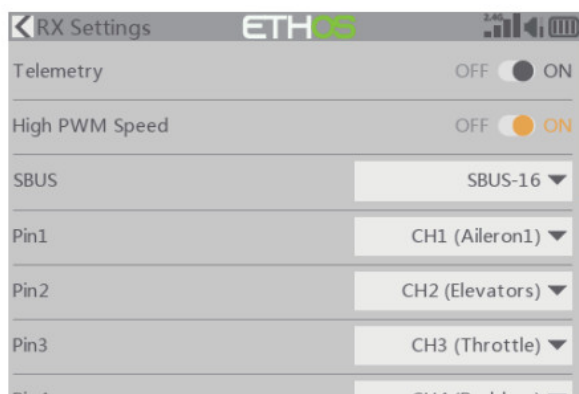 RX Settings ETHOS 2.4G
Telemetry OFF ON
High PWM Speed OFF ON
SBUS SBUS-16
Pin1 CH1 (Aileron1)
Pin2 CH2 (Elevators)
Pin3 CH3 (Throttle)